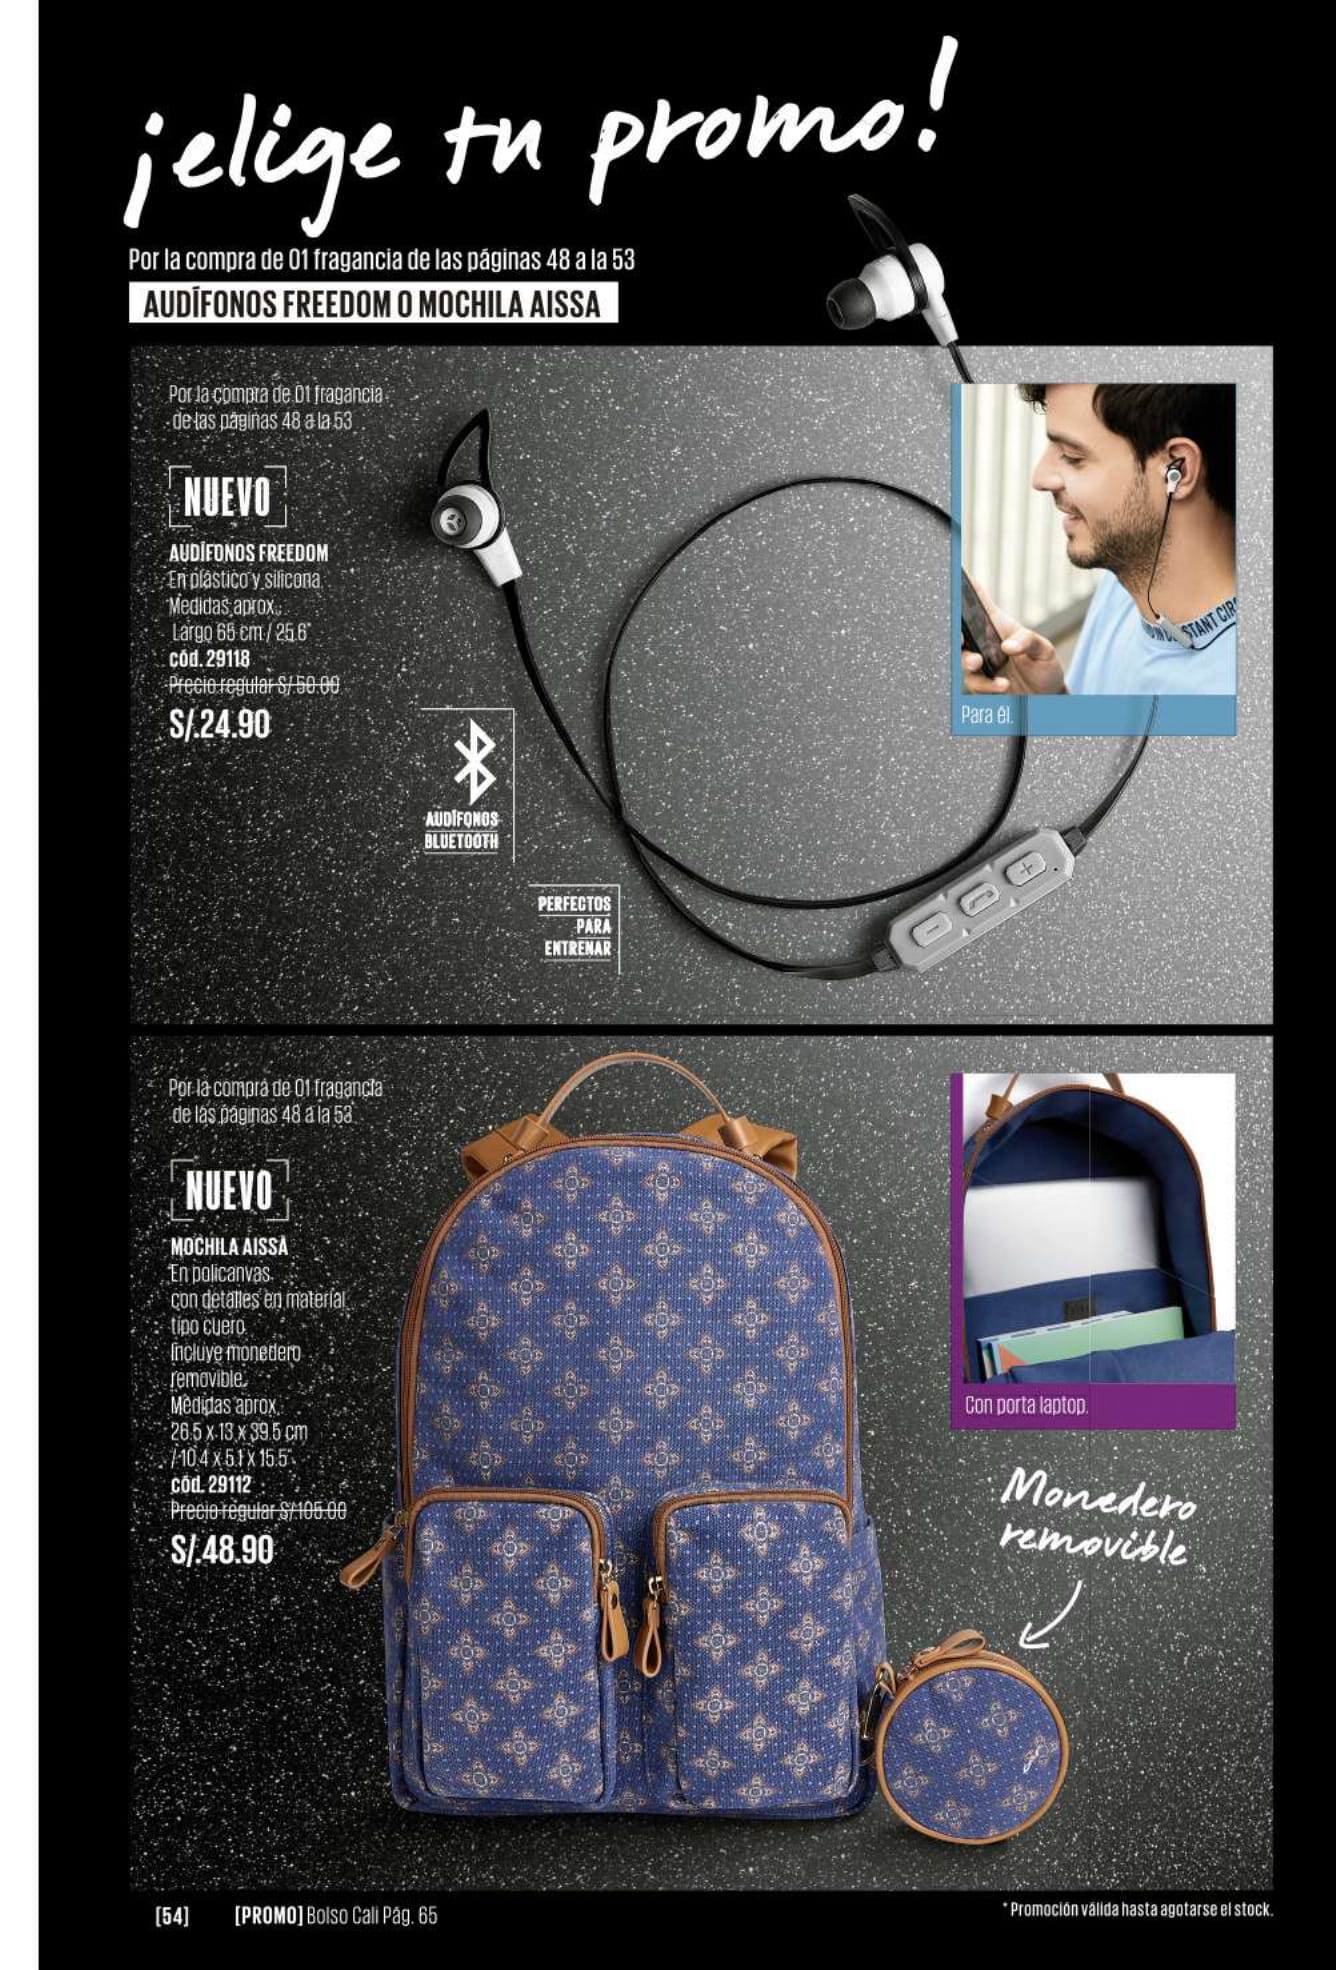 ¡elige tu promo!
Por la compra de 01 fragancia de las páginas 48 a la 53
AUDÍFONOS FREEDOM O MOCHILA AISSA
Por la compra de 01 fragancia
de las páginas 48 a la 53
NUEVO
AUDÍFONOS FREEDOM
En plástico y silicona
Medidas aprox.:
Largo 65 cm / 25.6"
cód. 29118
Precio regular S/.50.00
S/.24.90
AUDÍFONOS
BLUETOOTH
PERFECTOS
PARA
ENTRENAR
STANT CIR
Para él.
Por la compra de 01 fragancia
de las páginas 48 a la 53
NUEVO
MOCHILA AISSA
En policanvas
con detalles en material
tipo cuero
Incluye monedero
removible.
Medidas aprox.
26.5 x 13 x 39.5 cm
/ 10.4 x 5.1 x 15.5"
cód. 29112
Precio regular S/.105.00
S/.48.90
Con porta laptop.
Monedero
removible
[54] [PROMO] Bolso Cali Pág. 65
* Promoción válida hasta agotarse el stock.